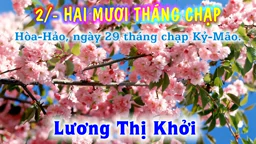 2/- HAI MƯƠI THÁNG CHẠP
Hòa-Hảo, ngày 29 tháng chạp Kỷ-Mão.
Lương Thị Khởi